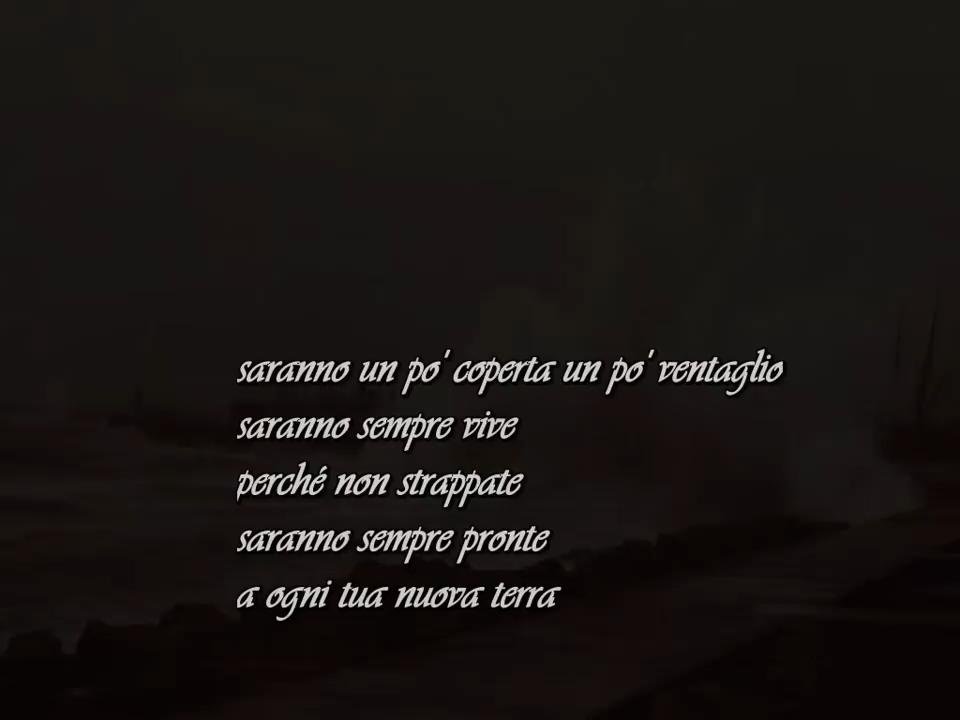 saranno un po' coperta un po' ventaglio
saranno sempre vive
perché non strappate
saranno sempre pronte
a ogni tua nuova terra